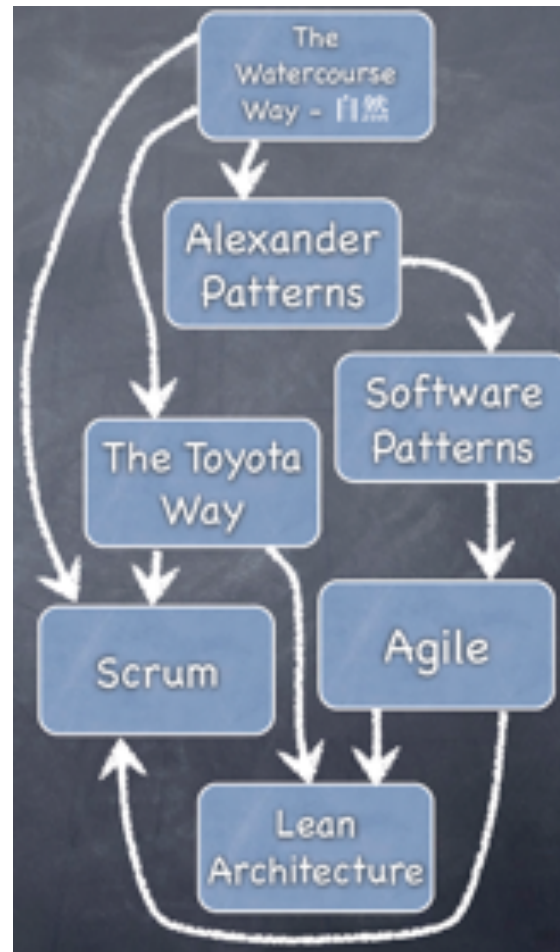 The
Watercourse
Way - 自然
Alexander
Patterns
Software
Patterns
The Toyota
Way
Scrum
Agile
Lean
Architecture